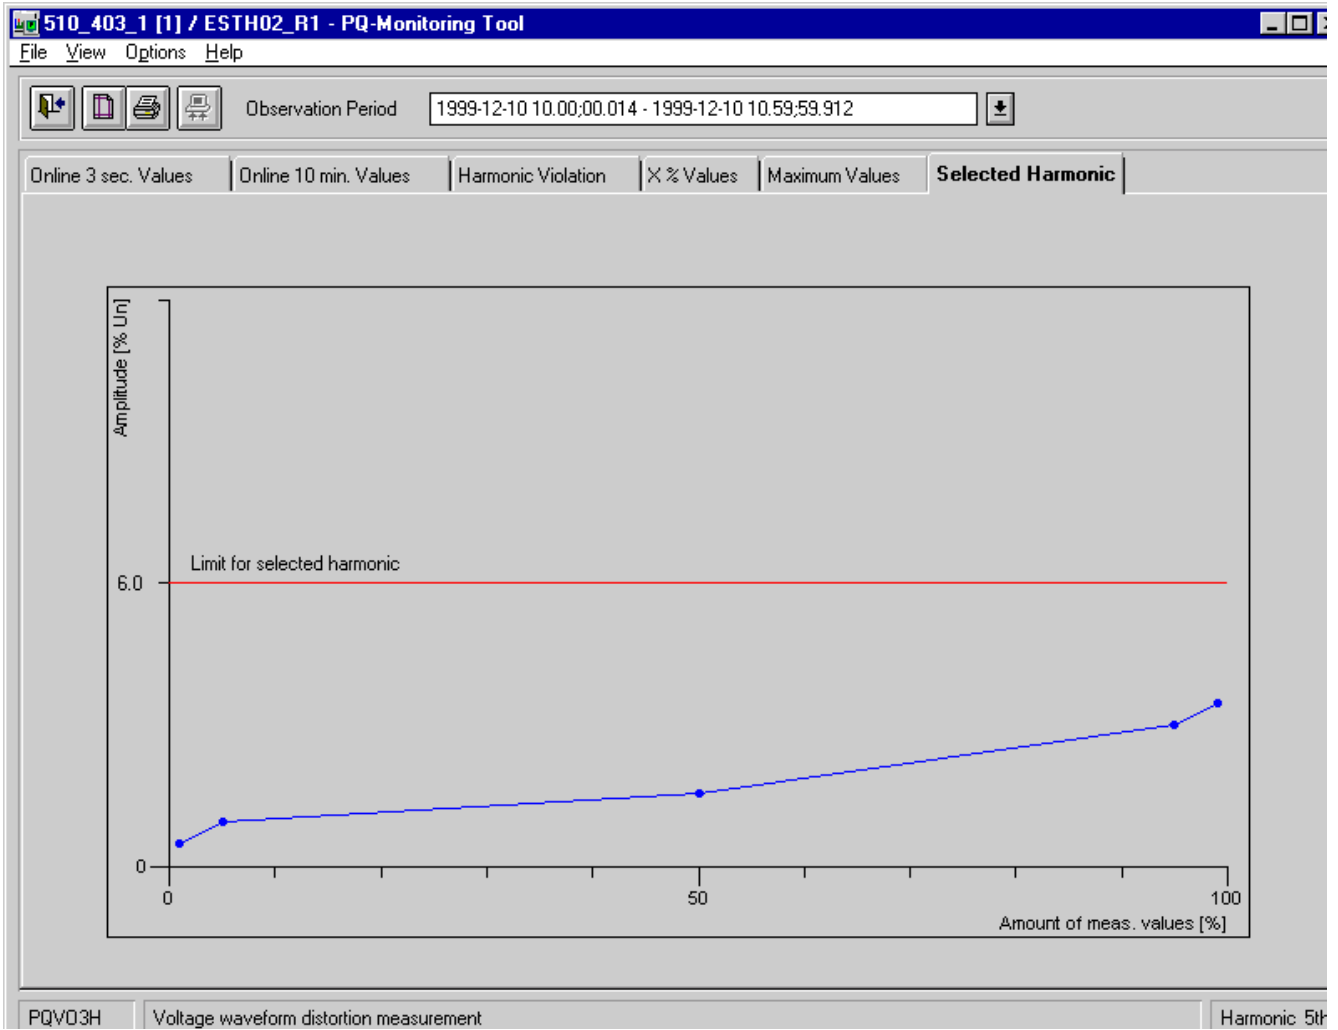 510_403_1 [1] / ESTH02_R1 - PQ-Monitoring Tool
File View Options Help
Observation Period 1999-12-10 10.00;00.014 - 1999-12-10 10.59;59.912
Online 3 sec. Values Online 10 min. Values Harmonic Violation X % Values Maximum Values Selected Harmonic
Amplitude [% Un]
Limit for selected harmonic
6.0
0
0 50 100
Amount of meas. values [%]
PQVO3H Voltage waveform distortion measurement Harmonic 5th